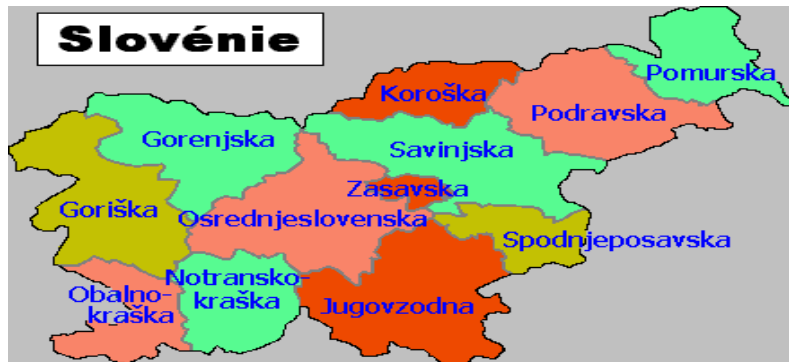 Slovénie
Pomurska
Koroška
Podravska
Gorenjska
Savinjska
Zasavska
Goriška
Osrednjeslovenska
Spodnjeposavska
Notransko-
kraška
Obalno-
kraška
Jugovzodna